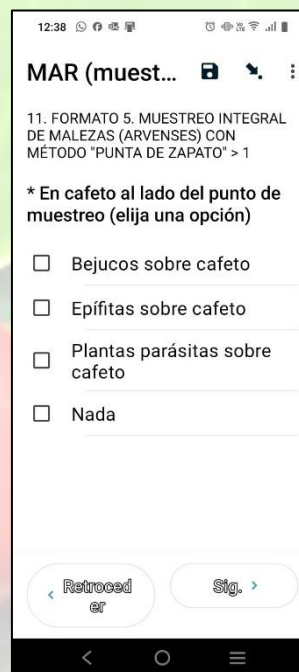 12:38
MAR (muest...
11. FORMATO 5. MUESTREO INTEGRAL
DE MALEZAS (ARVENSES) CON
MÉTODO "PUNTA DE ZAPATO" > 1
* En cafeto al lado del punto de
muestreo (elija una opción)
Bejucos sobre cafeto
Epífitas sobre cafeto
Plantas parásitas sobre
cafeto
Nada
Retroced
er
Sig.